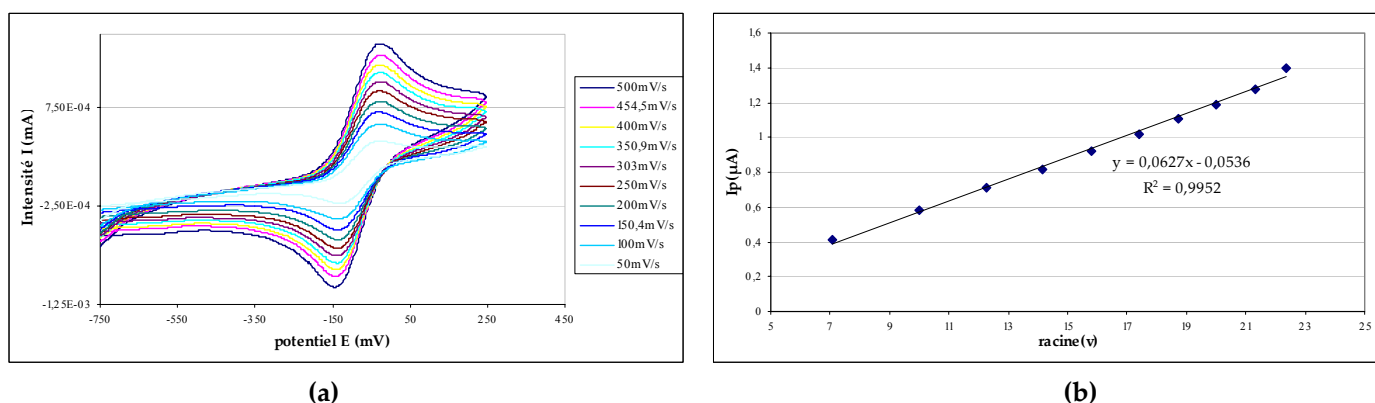 Intensité I (mA)
7,50E-04
-2,50E-04
-1,25E-03
-750
-550
-350
-150
50
250
450
potentiel E (mV)
500mV/s
454,5mV/s
400mV/s
350,9mV/s
303mV/s
250mV/s
200mV/s
150,4mV/s
100mV/s
50mV/s
(a)
Ip(µA)
1,6
1,4
1,2
1
0,8
0,6
0,4
0,2
0
5
7
9
11
13
15
17
19
21
23
25
racine(v)
y = 0,0627x - 0,0536
R² = 0,9952
(b)